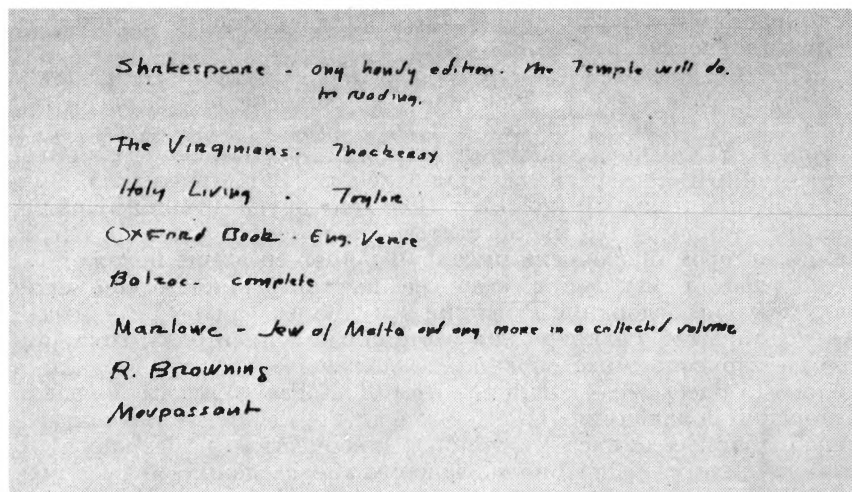 Shakespeare - any handy edition. The Temple will do.
for reading.
The Virginians. Thackeray
Holy Living. Taylor
Oxford Book. Eng. Verse
Balzac - complete
Marlowe - Jew of Malta and any more in a collected volume
R. Browning
Maupassant